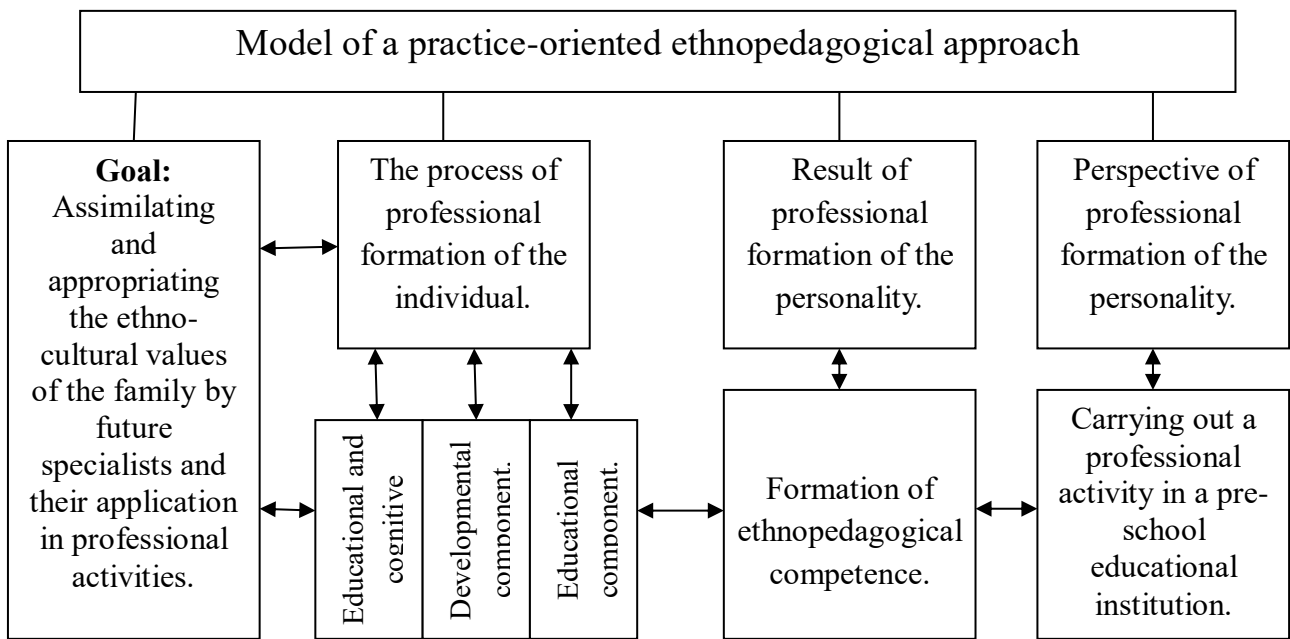 Model of a practice-oriented ethnopedagogical approach
Goal:
Assimilating
and
appropriating
the ethno-
cultural values
of the family by
future
specialists and
their application
in professional
activities.
The process of
professional
formation of the
individual.
Result of
professional
formation of the
personality.
Perspective of
professional
formation of the
personality.
Educational and
cognitive
Developmental
component.
Educational
component.
Formation of
ethnopedagogical
competence.
Carrying out a
professional
activity in a pre-
school
educational
institution.